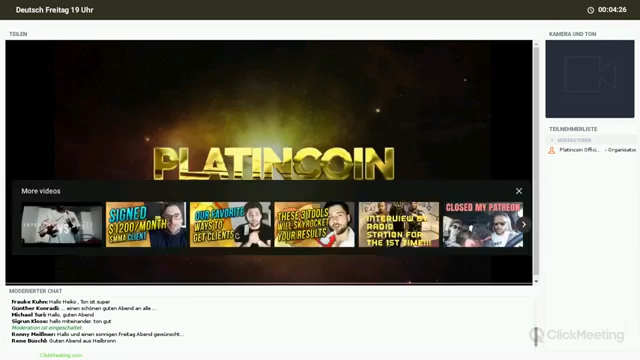 Deutsch Freitag 19 Uhr
00:04:26
TEILEN
KAMERA UND TON
PLATINCOIN
More videos
SIGNED
$1200/MONTH
SMMA CLIENT
OUR FAVORITE
WAYS TO
GET CLIENTS
THESE 3 TOOLS
WILL SKYROCKET
YOUR RESULTS
INTERVIEW BY
RADIO
STATION FOR
THE 1ST TIME!!!
CLOSED MY PATREON
TEILNEHMERLISTE
MODERATOREN
Platincoin Offici... - Organisator
MODERIERTER CHAT
Frauke Kuhn: Hallo Heiko , Ton ist super
Günther Konradi: ... einen schönen guten Abend an alle ...
Michael Turi: Hallo, guten Abend
Sigrun Klose: hallo miteinander ton gut
Moderation ist eingeschaltet
Ronny Meißner: Hallo und einen sonnigen Freitag Abend gewünscht...
Rene Büschl: Guten Abend aus Heilbronn
ClickMeeting
ClickMeeting.com